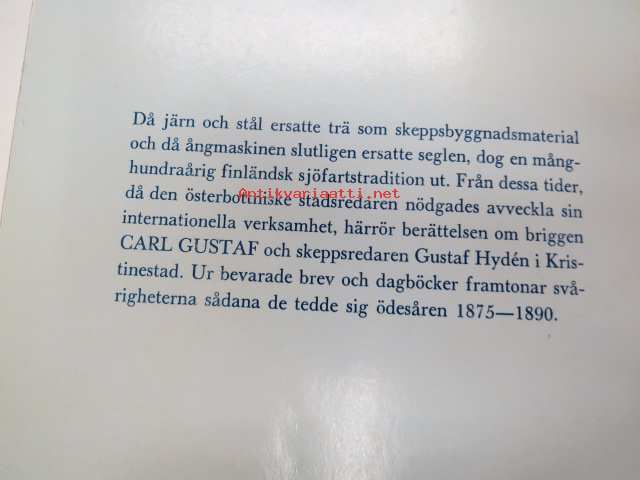 Då järn och stål ersatte trä som skeppsbyggnadsmaterial
och då ångmaskinen slutligen ersatte seglen, dog en mång-
hundraårig finländsk sjöfartstradition ut. Från dessa tider,
Antikvariaatti.net
då den österbottniske stadsredaren nödgades avveckla sin
internationella verksamhet, härrör berättelsen om briggen
CARL GUSTAF och skeppsredaren Gustaf Hydén i Kris-
tinestad. Ur bevarade brev och dagböcker framtonar svå-
righeterna sådana de tedde sig ödesåren 1875—1890.